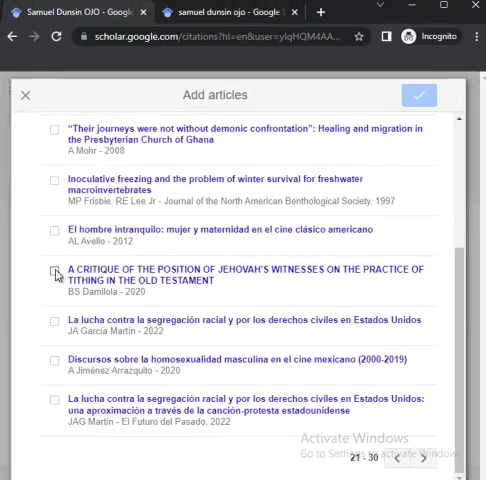 Samuel Dunsin OJO - Google
samuel dunsin ojo - Google
scholar.google.com/citations?hl=en&user=ylqHQM4AA...
Incognito
Add articles
“Their journeys were not without demonic confrontation”: Healing and migration in
the Presbyterian Church of Ghana
A Mohr - 2008
Inoculative freezing and the problem of winter survival for freshwater
macroinvertebrates
MP Frisbie, RE Lee Jr - Journal of the North American Benthological Society, 1997
El hombre intranquilo: mujer y maternidad en el cine clásico americano
AL Avello - 2012
A CRITIQUE OF THE POSITION OF JEHOVAH'S WITNESSES ON THE PRACTICE OF
TITHING IN THE OLD TESTAMENT
BS Damilola - 2020
La lucha contra la segregación racial y por los derechos civiles en Estados Unidos
JA García Martín - 2022
Discursos sobre la homosexualidad masculina en el cine mexicano (2000-2019)
A Jiménez Arrazquito - 2020
La lucha contra la segregación racial y por los derechos civiles en Estados Unidos:
una aproximación a través de la canción-protesta estadounidense
JAG Martín - El Futuro del Pasado, 2022
Activate Windows
Go to Settings to activate Windows.
21 - 30